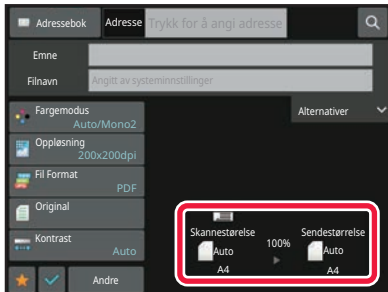 Adressebok
Adresse
Trykk for å angi adresse
Emne
Filnavn
Angitt av systeminnstillinger
Fargemodus
Auto/Mono2
Alternativer
Oppløsning
200x200dpi
Fil Format
PDF
Original
Kontrast
Auto
Skannestørelse
100%
Sendestørrelse
Auto
Auto
A4
A4
Andre